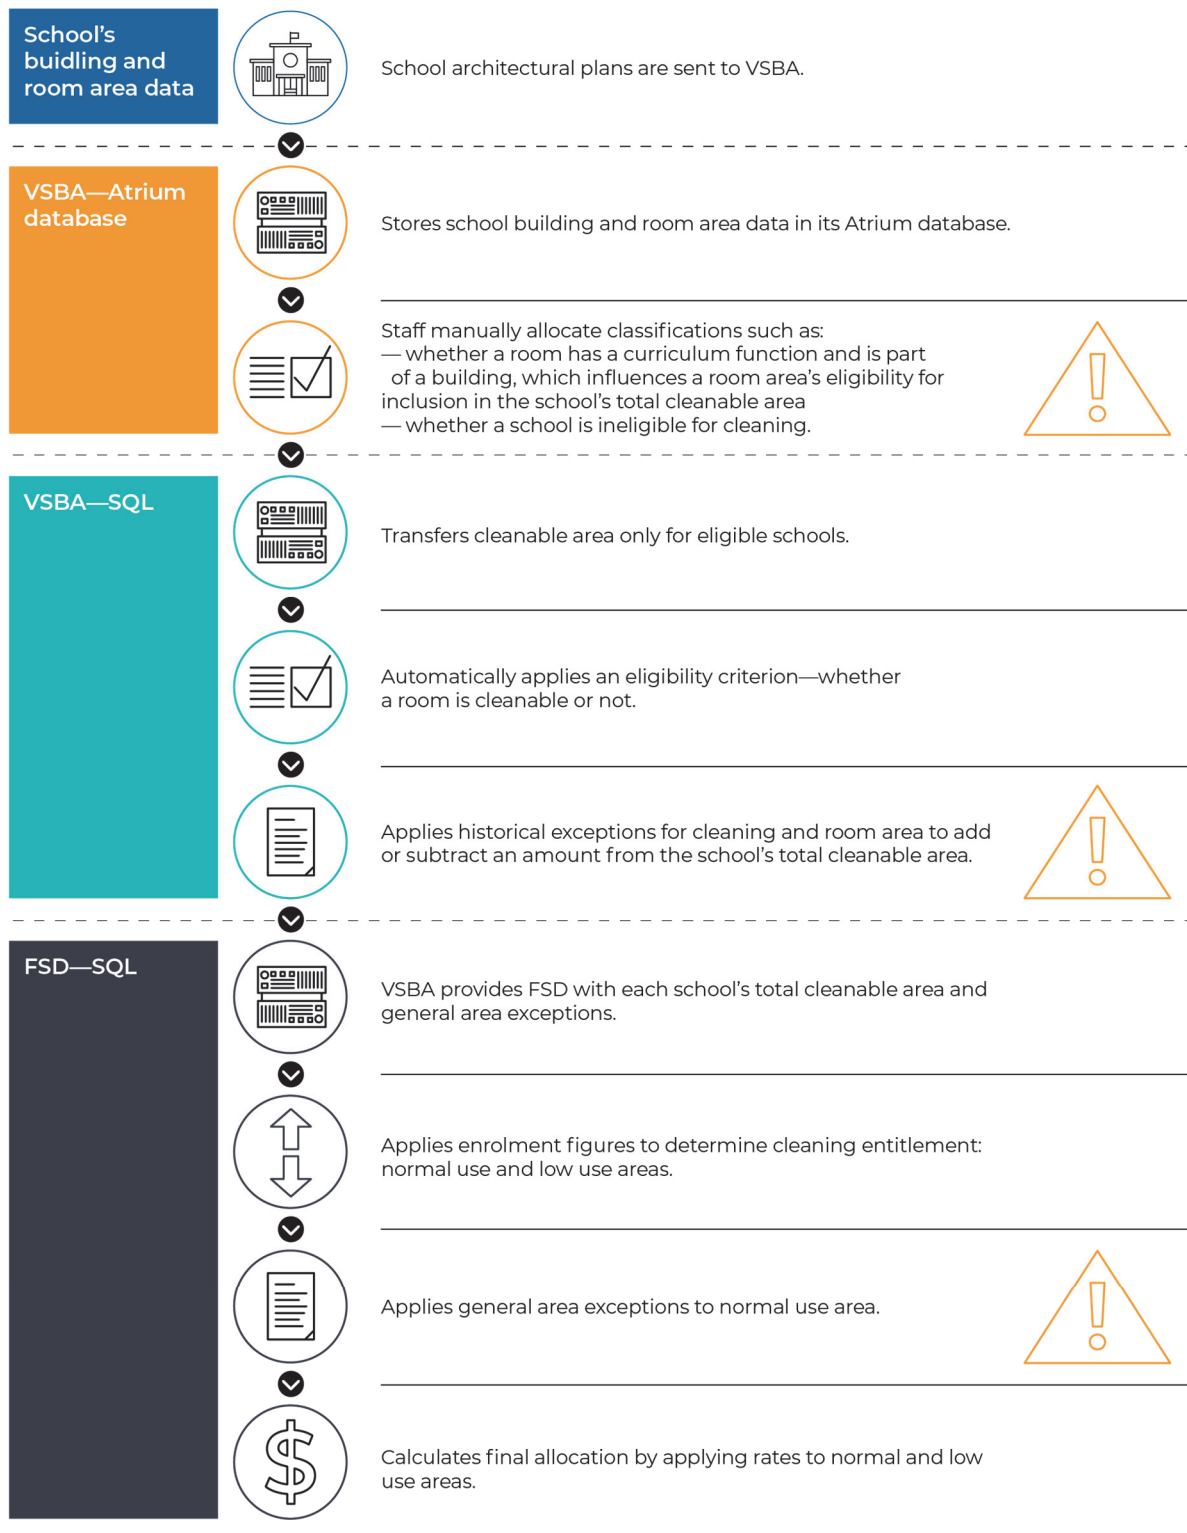 School's
buidling and
room area data
School architectural plans are sent to VSBA.
VSBA—Atrium
database
Stores school building and room area data in its Atrium database.
Staff manually allocate classifications such as:
— whether a room has a curriculum function and is part
of a building, which influences a room area's eligibility for
inclusion in the school's total cleanable area
— whether a school is ineligible for cleaning.
VSBA—SQL
Transfers cleanable area only for eligible schools.
Automatically applies an eligibility criterion—whether
a room is cleanable or not.
Applies historical exceptions for cleaning and room area to add
or subtract an amount from the school's total cleanable area.
FSD—SQL
VSBA provides FSD with each school's total cleanable area and
general area exceptions.
Applies enrolment figures to determine cleaning entitlement:
normal use and low use areas.
Applies general area exceptions to normal use area.
Calculates final allocation by applying rates to normal and low
use areas.